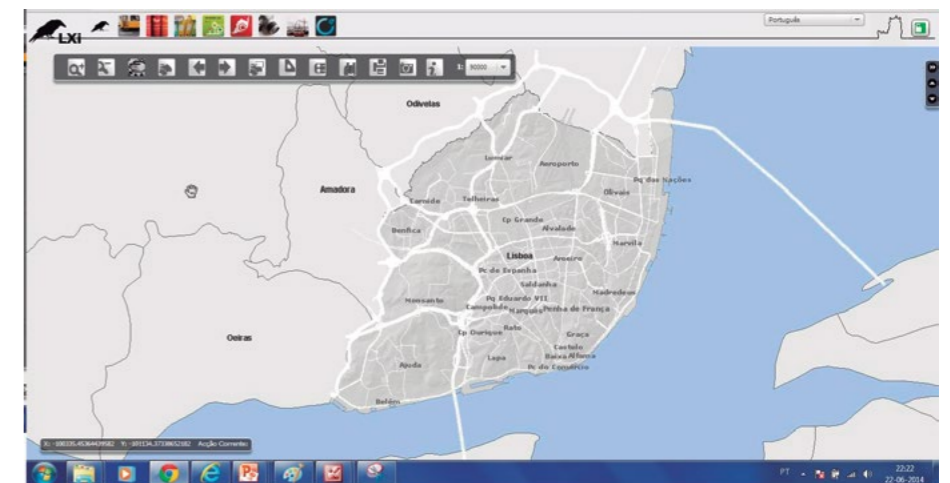 LXi
Português
1: 90000
Odivelas
Lumiar
Aeroporto
Pq das Nações
Amadora
Olivais
Carnide
Telheiras
Cp Grande
Benfica
Alvalade
Marvila
Lisboa
Areeiro
Pc de Espanha
Saldanha
Madredeus
Monsanto
Pq Eduardo VII
Campolide
Marquês
Penha de França
Rato
Cp Ourique
Graça
Oeiras
Castelo
Lapa
Baixa
Alfama
Ajuda
Pc do Comércio
Belém
Acção Corrente:
PT
22:22
22-06-2014